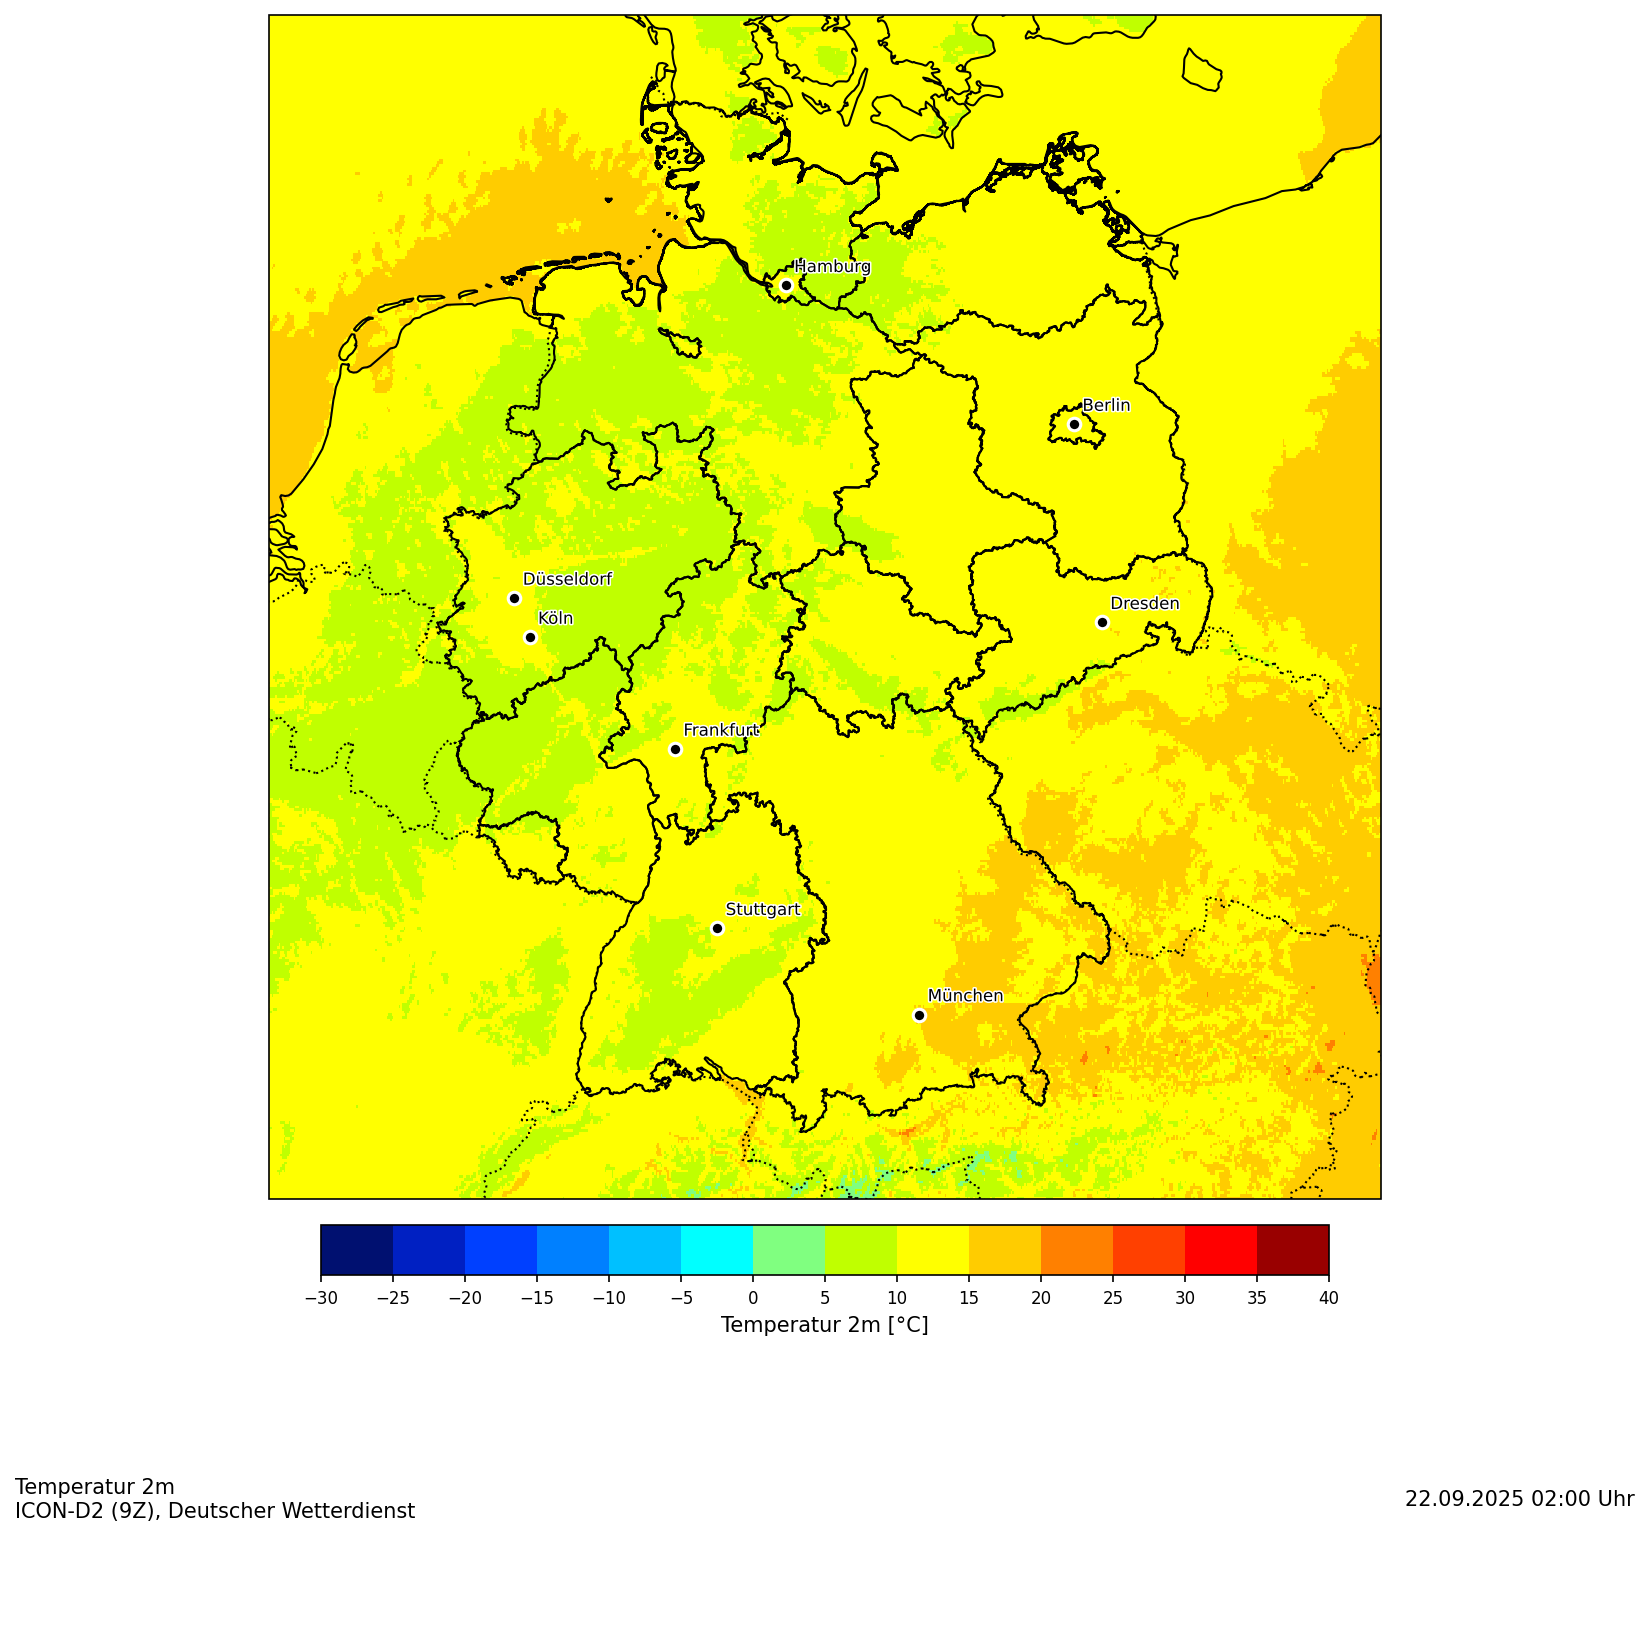 Hamburg
Berlin
Düsseldorf
Köln
Dresden
Frankfurt
Stuttgart
München
−30 −25 −20 −15 −10 −5 0 5 10 15 20 25 30 35 40
Temperatur 2m [°C]
Temperatur 2m
ICON-D2 (9Z), Deutscher Wetterdienst
22.09.2025 02:00 Uhr